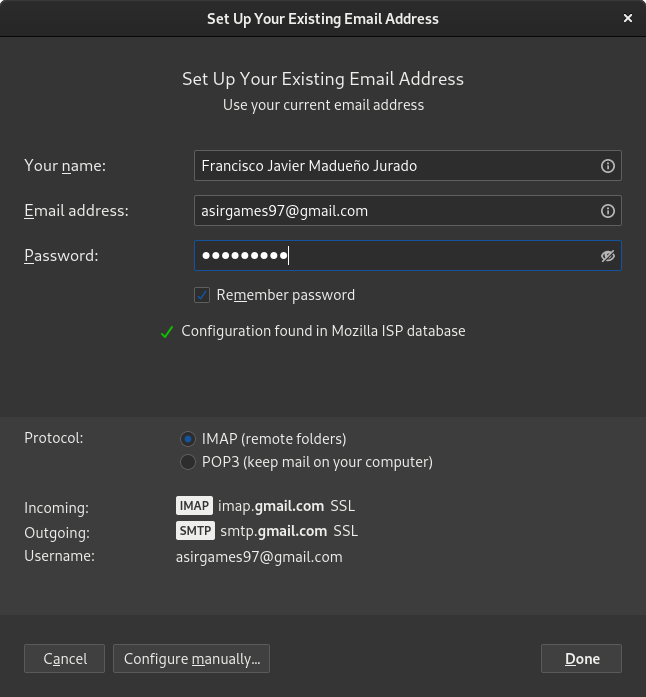 Set Up Your Existing Email Address
Set Up Your Existing Email Address
Use your current email address
Your name: Francisco Javier Madueño Jurado
Email address: asirgames97@gmail.com
Password: ●●●●●●●●●
Remember password
Configuration found in Mozilla ISP database
Protocol: IMAP (remote folders)
POP3 (keep mail on your computer)
Incoming: IMAP imap.gmail.com SSL
Outgoing: SMTP smtp.gmail.com SSL
Username: asirgames97@gmail.com
Cancel Configure manually... Done